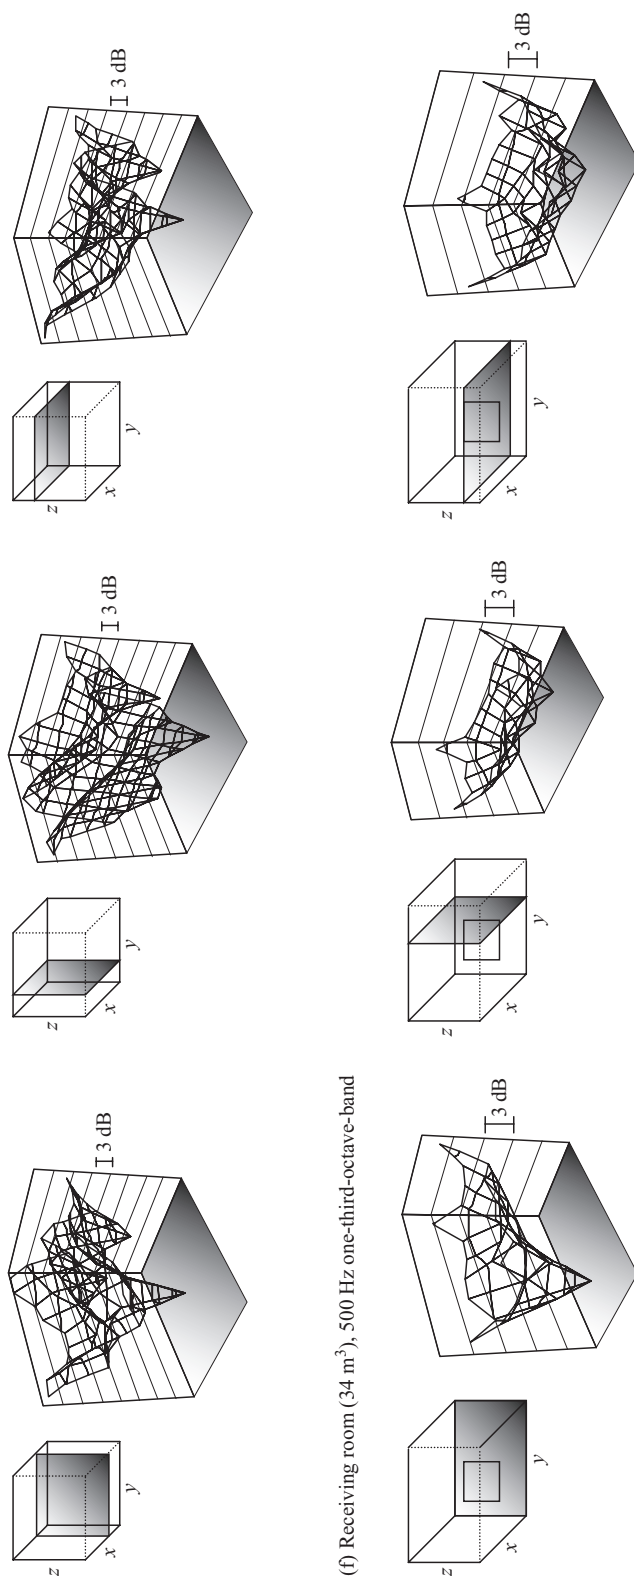 z
x
y
3 dB
z
x
y
3 dB
z
x
y
3 dB
(f) Receiving room (34 m³), 500 Hz one-third-octave-band
z
x
y
3 dB
z
x
y
3 dB
z
x
y
3 dB